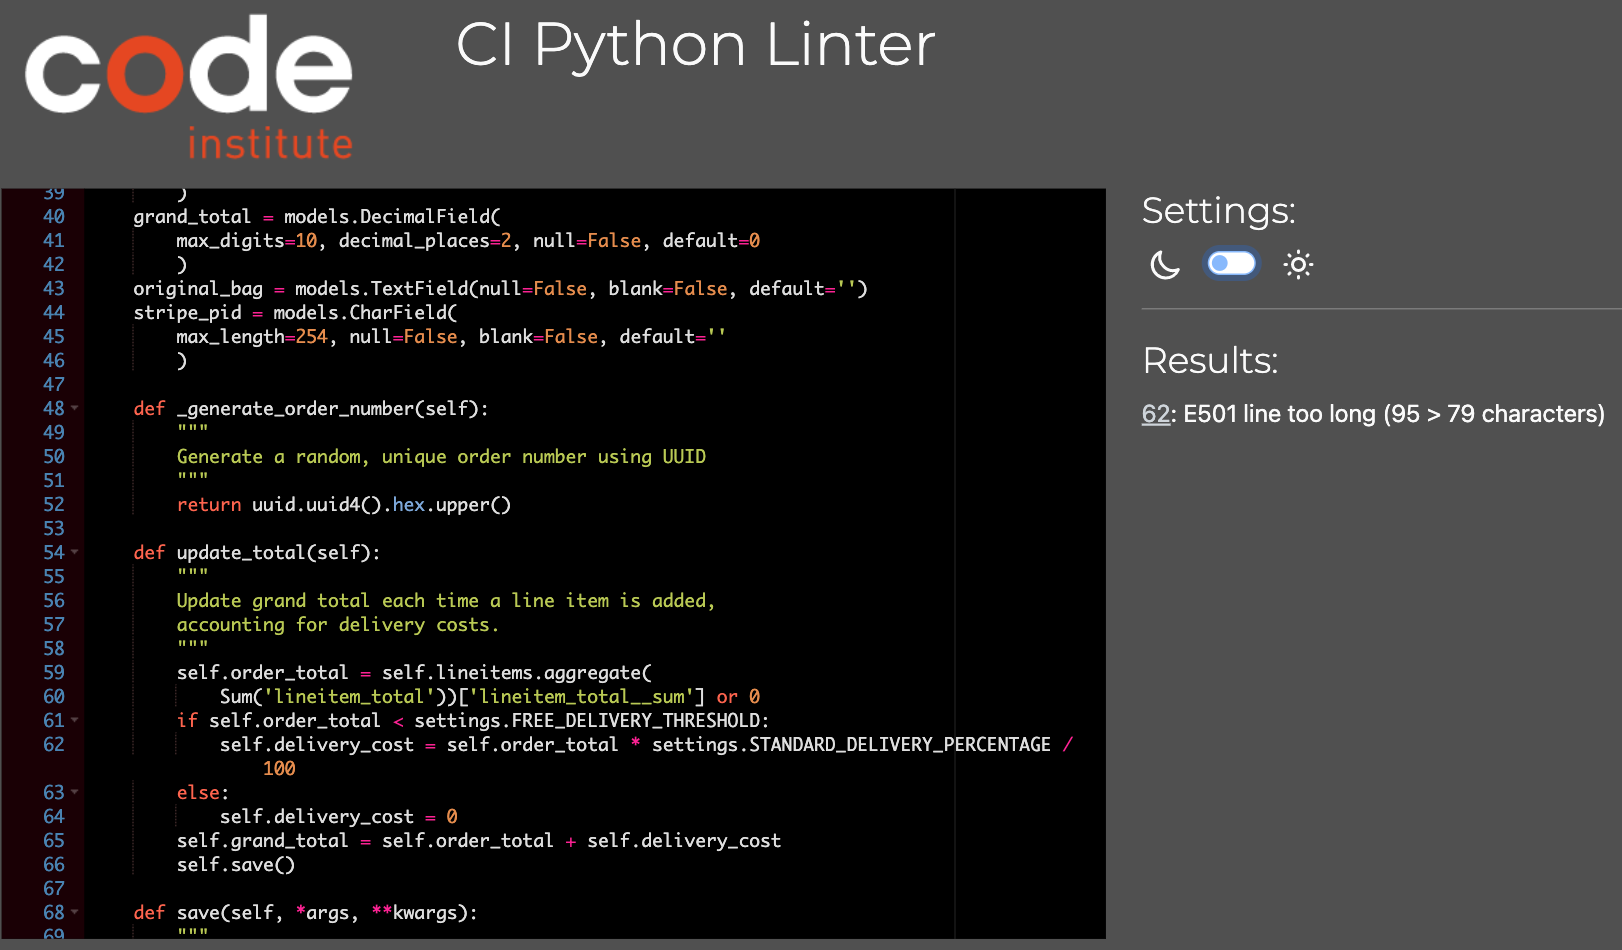 code
institute
CI Python Linter
39 )
40 grand_total = models.DecimalField(
41 max_digits=10, decimal_places=2, null=False, default=0
42 )
43 original_bag = models.TextField(null=False, blank=False, default='')
44 stripe_pid = models.CharField(
45 max_length=254, null=False, blank=False, default=''
46 )
47
48 def _generate_order_number(self):
49 """
50 Generate a random, unique order number using UUID
51 """
52 return uuid.uuid4().hex.upper()
53
54 def update_total(self):
55 """
56 Update grand total each time a line item is added,
57 accounting for delivery costs.
58 """
59 self.order_total = self.lineitems.aggregate(
60 Sum('lineitem_total'))['lineitem_total__sum'] or 0
61 if self.order_total < settings.FREE_DELIVERY_THRESHOLD:
62 self.delivery_cost = self.order_total * settings.STANDARD_DELIVERY_PERCENTAGE /
100
63 else:
64 self.delivery_cost = 0
65 self.grand_total = self.order_total + self.delivery_cost
66 self.save()
67
68 def save(self, *args, **kwargs):
69 """
Settings:
Results:
62: E501 line too long (95 > 79 characters)